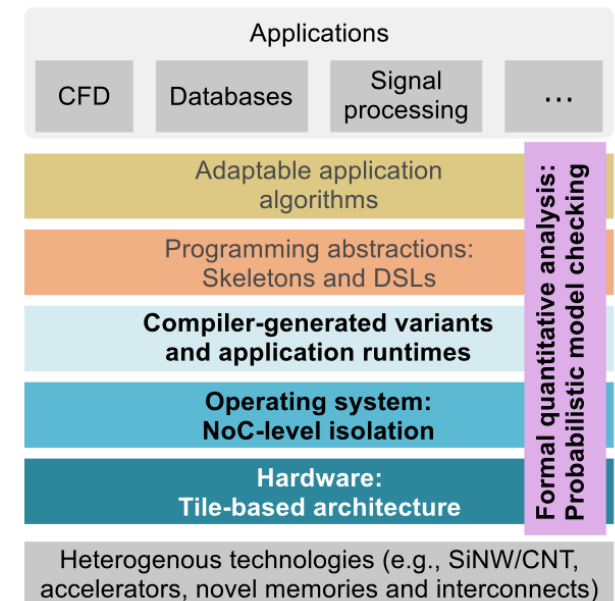 Applications
CFD
Databases
Signal
processing
...
Adaptable application
algorithms
Programming abstractions:
Skeletons and DSLs
Compiler-generated variants
and application runtimes
Operating system:
NoC-level isolation
Hardware:
Tile-based architecture
Formal quantitative analysis:
Probabilistic model checking
Heterogenous technologies (e.g., SiNW/CNT,
accelerators, novel memories and interconnects)